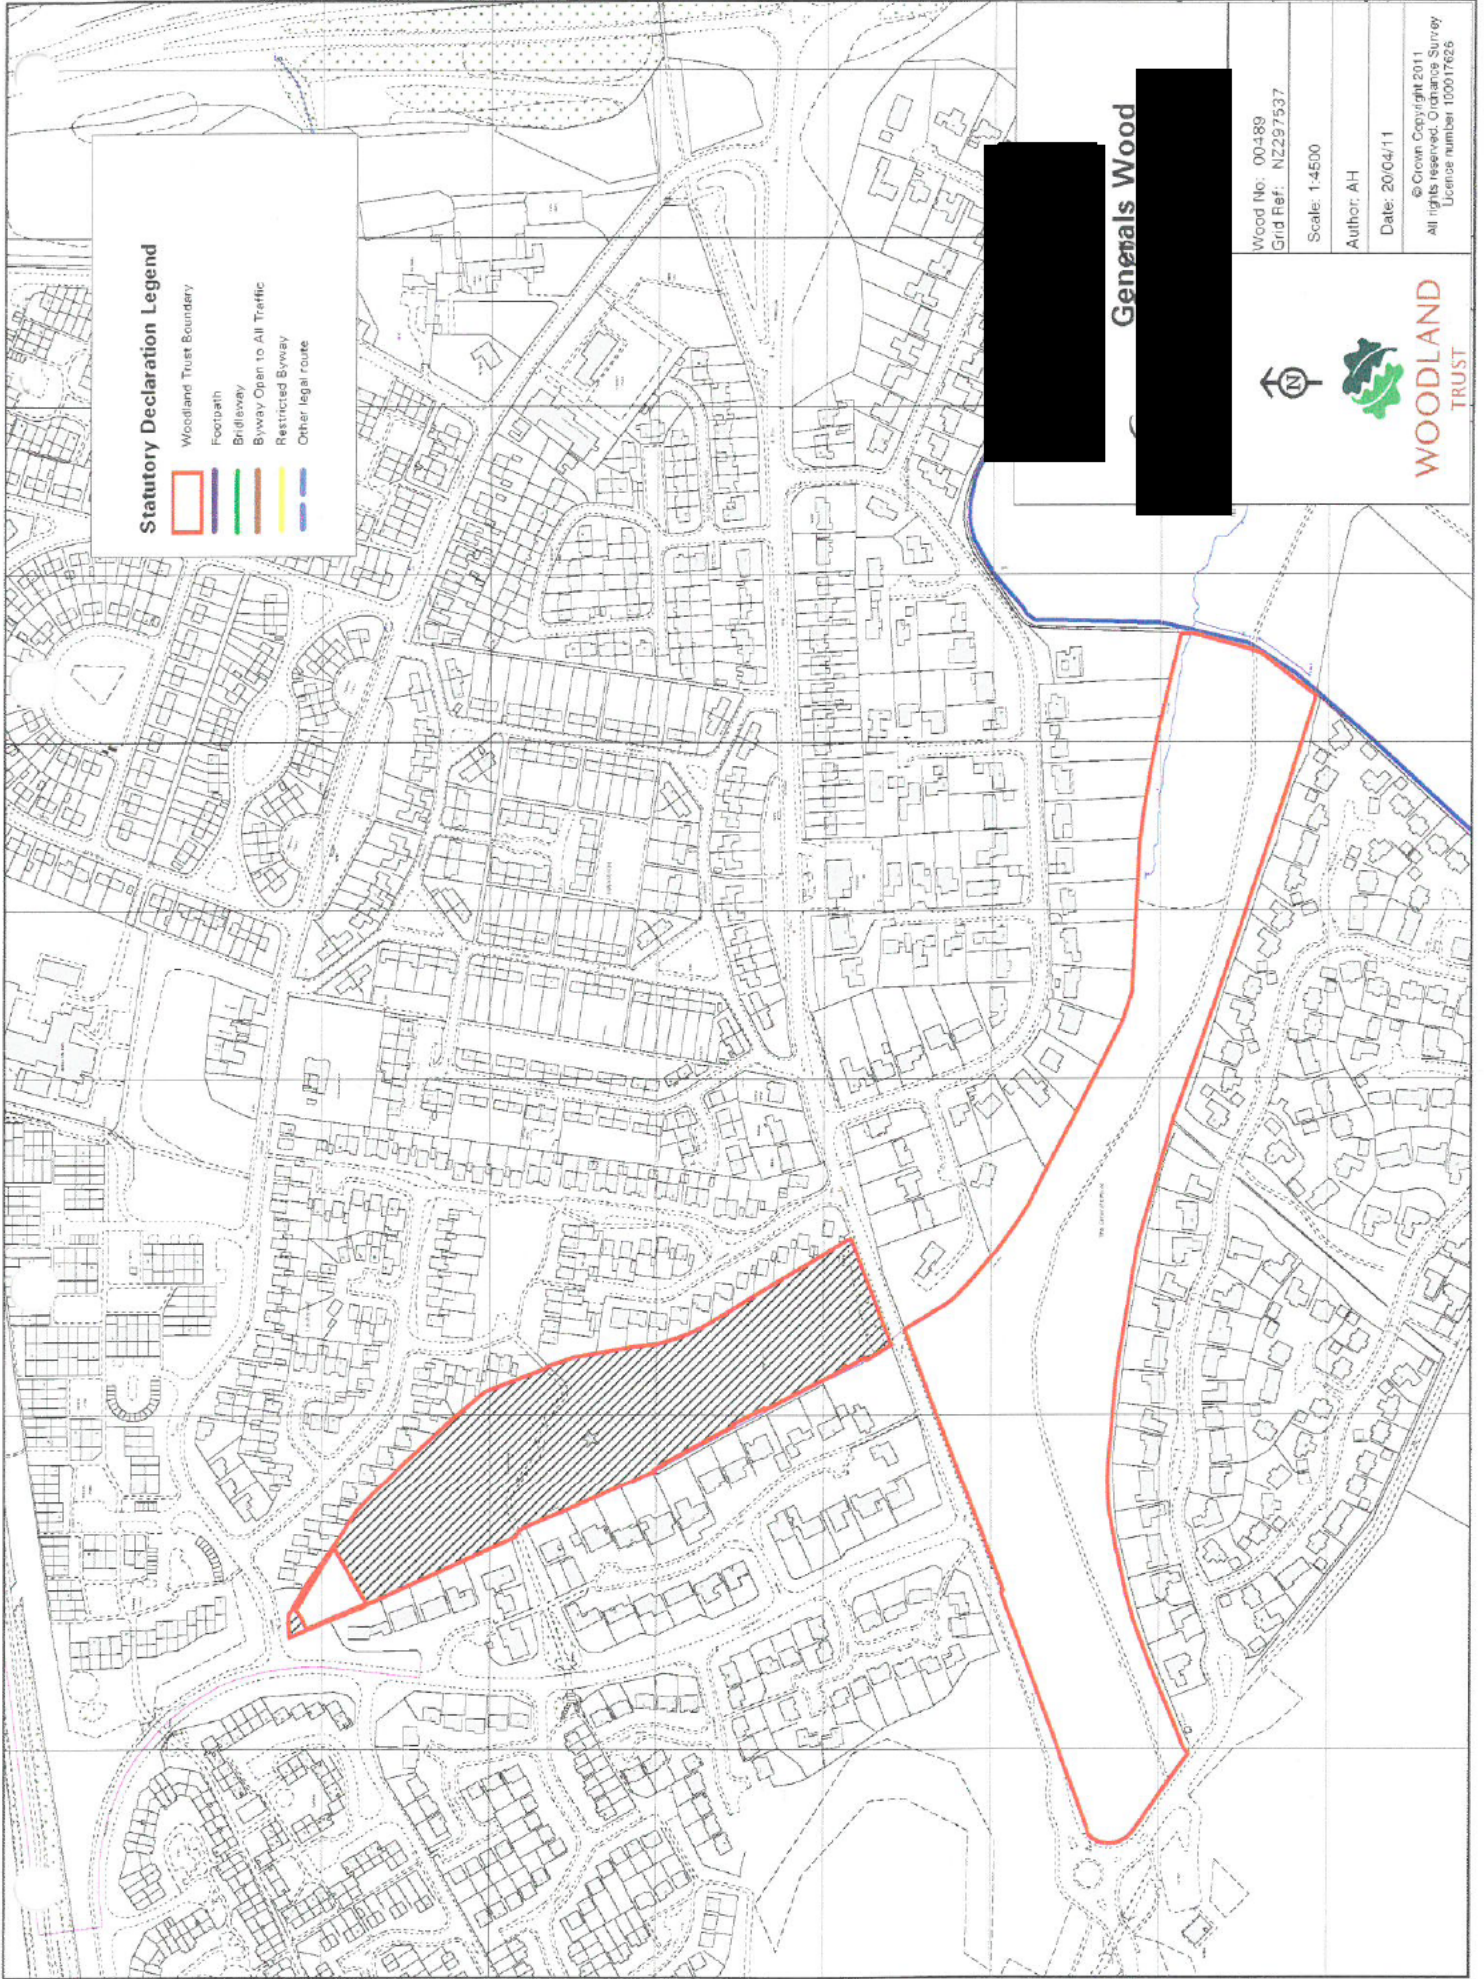 Statutory Declaration Legend
Woodland Trust Boundary
Footpath
Bridleway
Byway Open to All Traffic
Restricted Byway
Other legal route
Generals Wood
Wood No: 00489
Grid Ref: NZ297537
Scale: 1:4500
Author: AH
Date: 20/04/11
© Crown Copyright 2011
All rights reserved. Ordnance Survey
Licence number 100017626
N
WOODLAND
TRUST